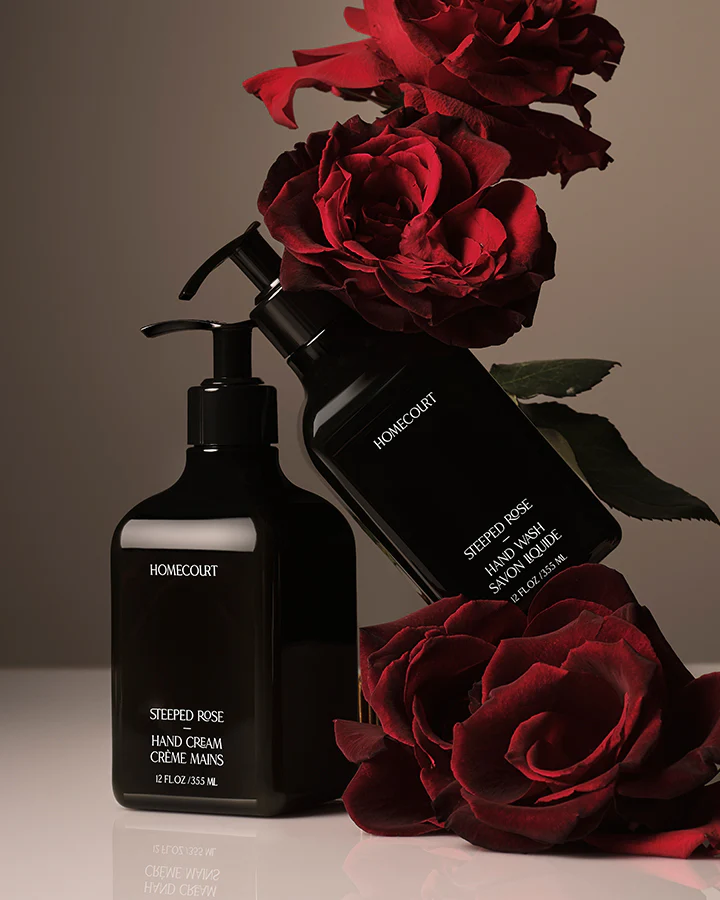 HOMECOURT
STEEPED ROSE
HAND WASH
SAVON LIQUIDE
12 FL.OZ / 355 ML
HOMECOURT
STEEPED ROSE
HAND CREAM
CRÈME MAINS
12 FL.OZ / 355 ML